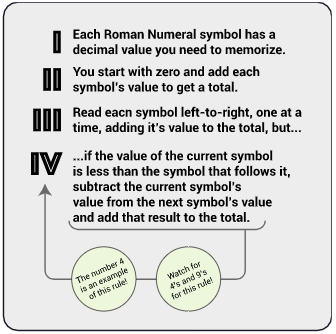 I
Each Roman Numeral symbol has a
decimal value you need to memorize.
II
You start with zero and add each
symbol's value to get a total.
III
Read eacn symbol left-to-right, one at a
time, adding it's value to the total, but...
IV
...if the value of the current symbol
is less than the symbol that follows it,
subtract the current symbol's
value from the next symbol's value
and add that result to the total.
The number 4
is an example
of this rule!
Watch for
4's and 9's
for this rule!